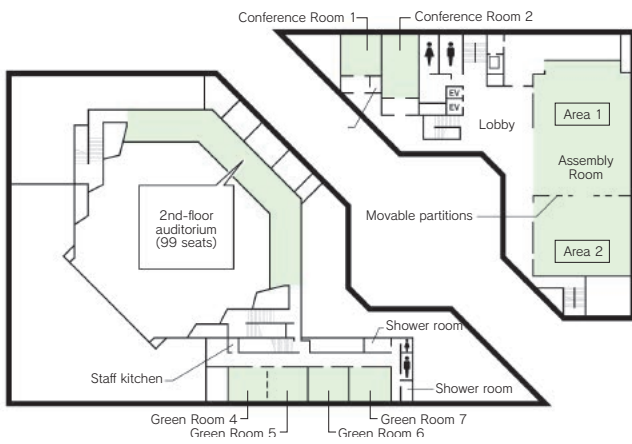 Conference Room 1
Conference Room 2
EV
EV
Lobby
Area 1
Assembly
Room
Movable partitions
Area 2
2nd-floor
auditorium
(99 seats)
Shower room
Staff kitchen
Shower room
Green Room 4
Green Room 5
Green Room 6
Green Room 7